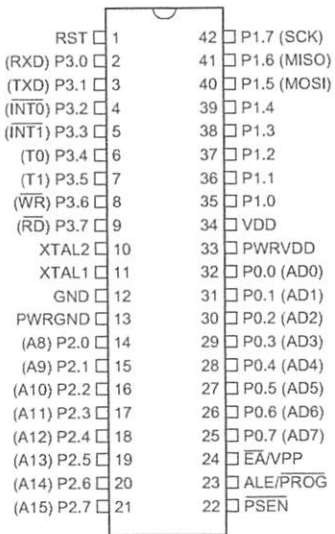 RST 1 42 P1.7 (SCK)
(RXD) P3.0 2 41 P1.6 (MISO)
(TXD) P3.1 3 40 P1.5 (MOSI)
(INT0) P3.2 4 39 P1.4
(INT1) P3.3 5 38 P1.3
(T0) P3.4 6 37 P1.2
(T1) P3.5 7 36 P1.1
(WR) P3.6 8 35 P1.0
(RD) P3.7 9 34 VDD
XTAL2 10 33 PWRVDD
XTAL1 11 32 P0.0 (AD0)
GND 12 31 P0.1 (AD1)
PWRGND 13 30 P0.2 (AD2)
(A8) P2.0 14 29 P0.3 (AD3)
(A9) P2.1 15 28 P0.4 (AD4)
(A10) P2.2 16 27 P0.5 (AD5)
(A11) P2.3 17 26 P0.6 (AD6)
(A12) P2.4 18 25 P0.7 (AD7)
(A13) P2.5 19 24 EA/VPP
(A14) P2.6 20 23 ALE/PROG
(A15) P2.7 21 22 PSEN